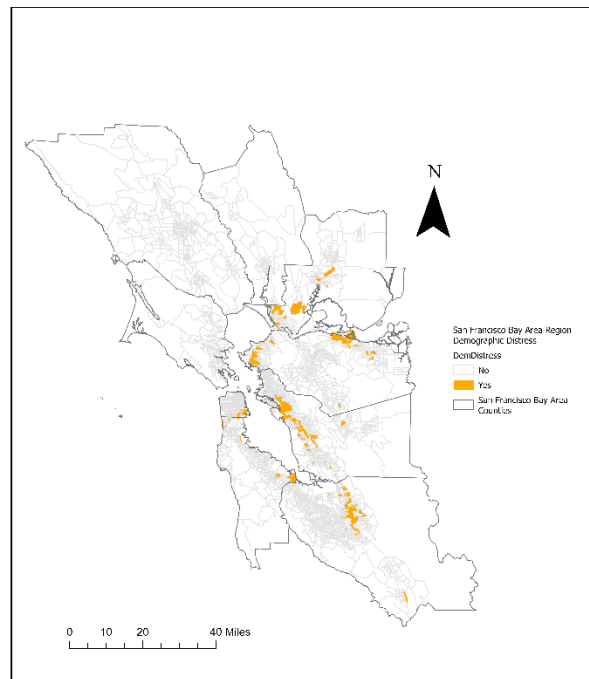 N
San Francisco Bay Area Region
Demographic Distress
DemDistress
No
Yes
San Francisco Bay Area
Counties
0 10 20 40 Miles